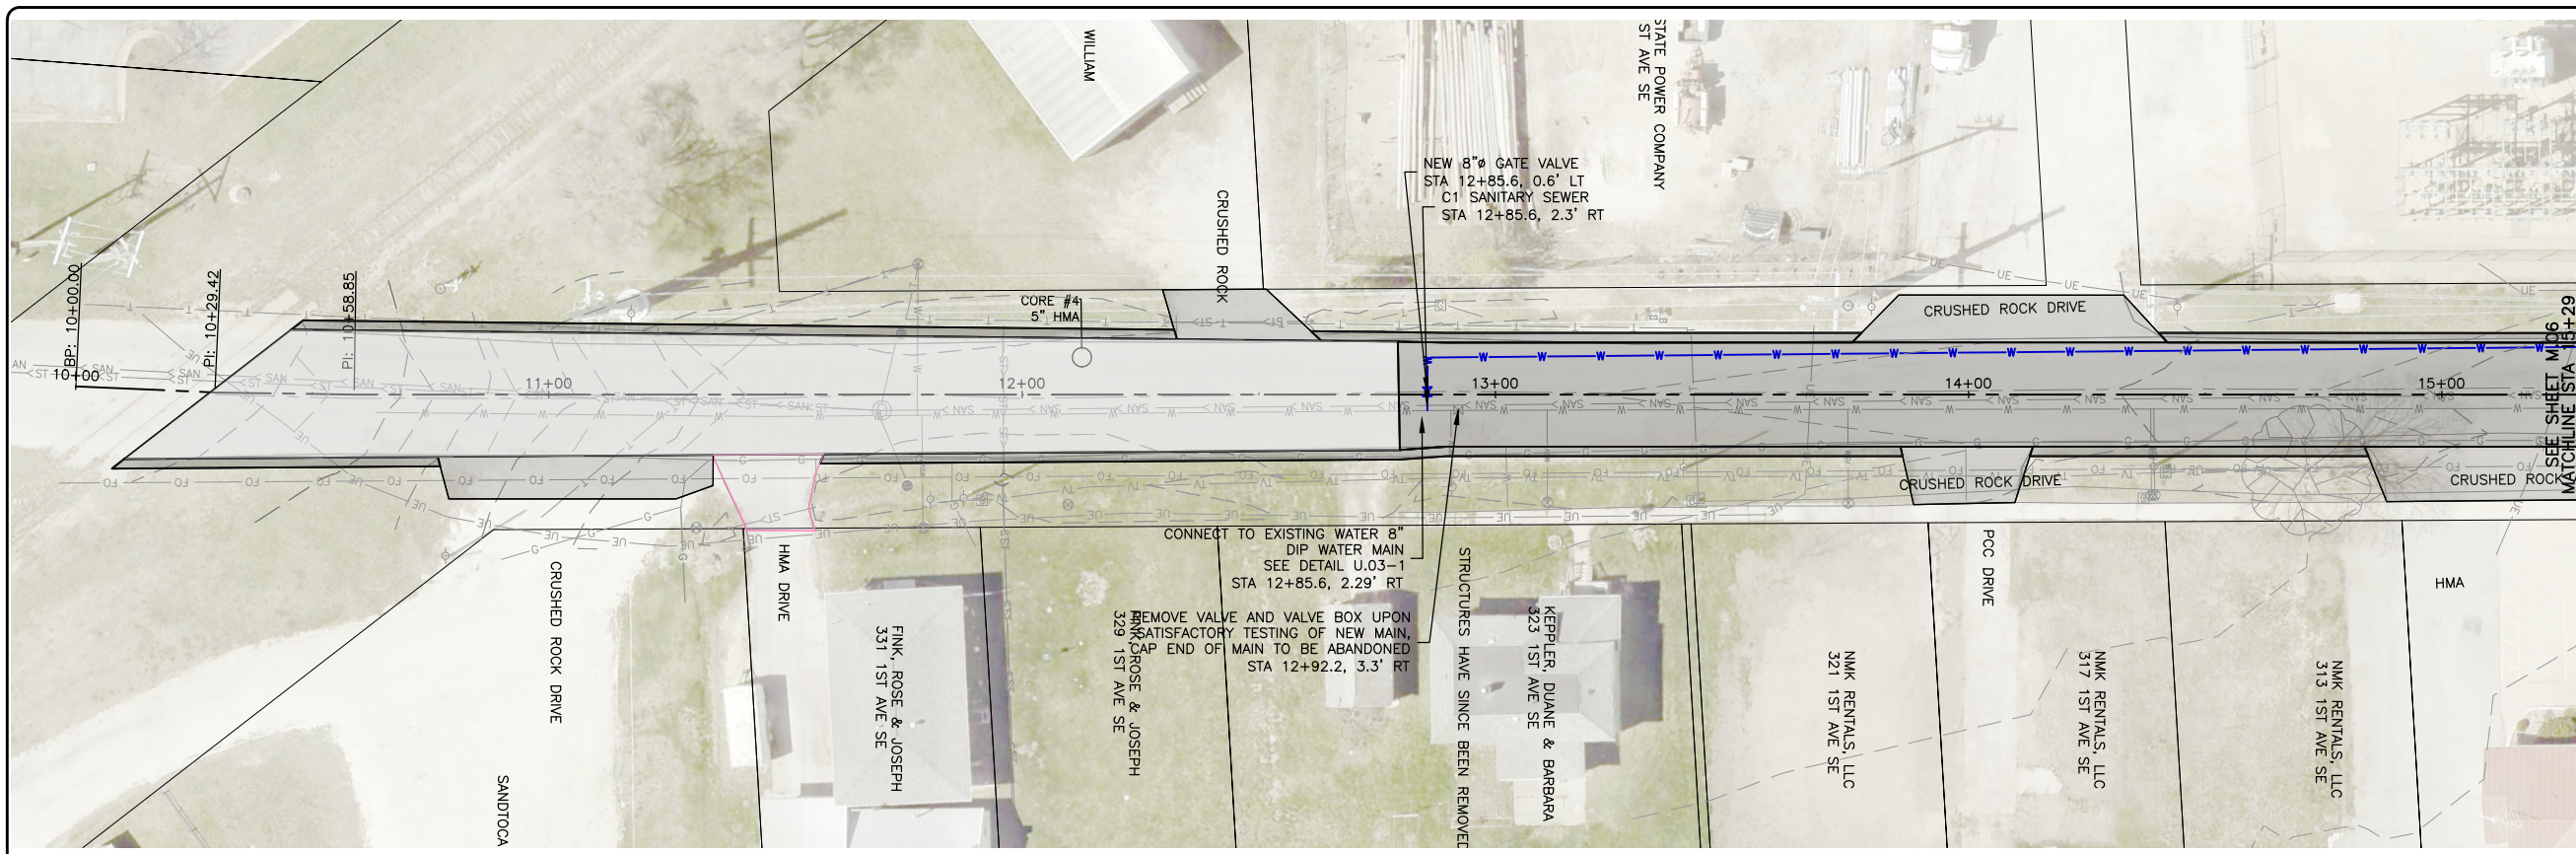 WILLIAM
STATE POWER COMPANY
ST AVE SE
NEW 8"ø GATE VALVE
STA 12+85.6, 0.6' LT
C1 SANITARY SEWER
STA 12+85.6, 2.3' RT
CRUSHED ROCK
CORE #4
5" HMA
BP: 10+00.00
PI: 10+29.42
PI: 10+58.85
CRUSHED ROCK DRIVE
10+00
11+00
12+00
13+00
14+00
15+00
SEE SHEET M.06
MATCHLINE STA 15+29
CRUSHED ROCK DRIVE
CRUSHED ROCK
CONNECT TO EXISTING WATER 8"
DIP WATER MAIN
SEE DETAIL U.03-1
STA 12+85.6, 2.29' RT
REMOVE VALVE AND VALVE BOX UPON
SATISFACTORY TESTING OF NEW MAIN,
CAP END OF MAIN TO BE ABANDONED
STA 12+92.2, 3.3' RT
CRUSHED ROCK DRIVE
HMA DRIVE
SANDTOCA
FINK, ROSE & JOSEPH
331 1ST AVE SE
FINK, ROSE & JOSEPH
329 1ST AVE SE
STRUCTURES HAVE SINCE BEEN REMOVED
KEPPLER, DUANE & BARBARA
323 1ST AVE SE
NMK RENTALS, LLC
321 1ST AVE SE
PCC DRIVE
NMK RENTALS, LLC
317 1ST AVE SE
NMK RENTALS, LLC
313 1ST AVE SE
HMA